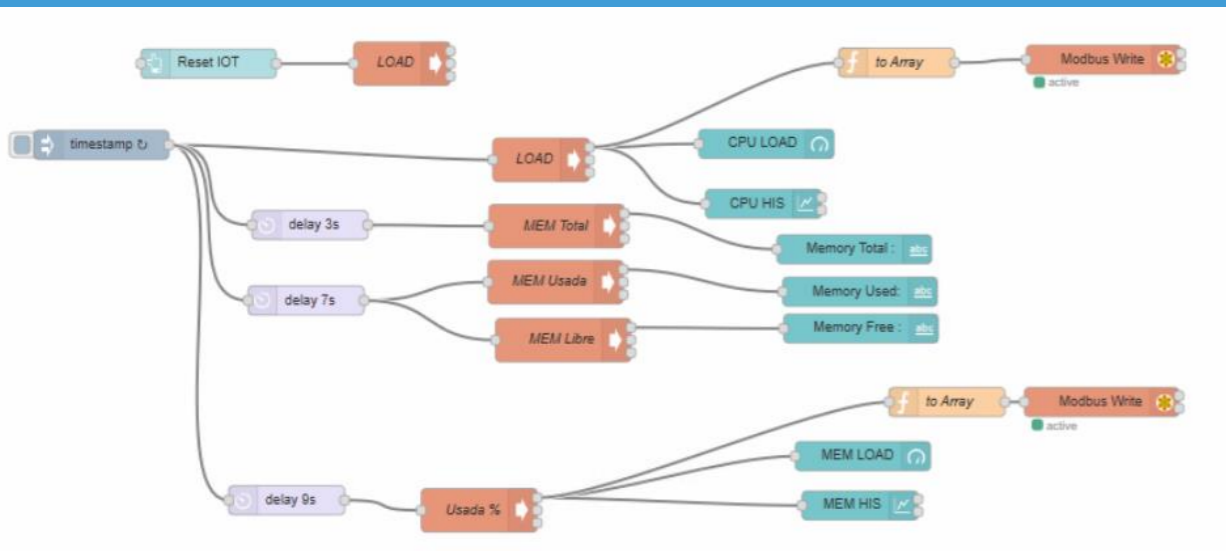 Reset IOT
LOAD
to Array
Modbus Write
active
timestamp ↻
LOAD
CPU LOAD
CPU HIS
delay 3s
MEM Total
Memory Total :
abc
delay 7s
MEM Usada
Memory Used:
abc
MEM Libre
Memory Free :
abc
to Array
Modbus Write
active
MEM LOAD
delay 9s
Usada %
MEM HIS